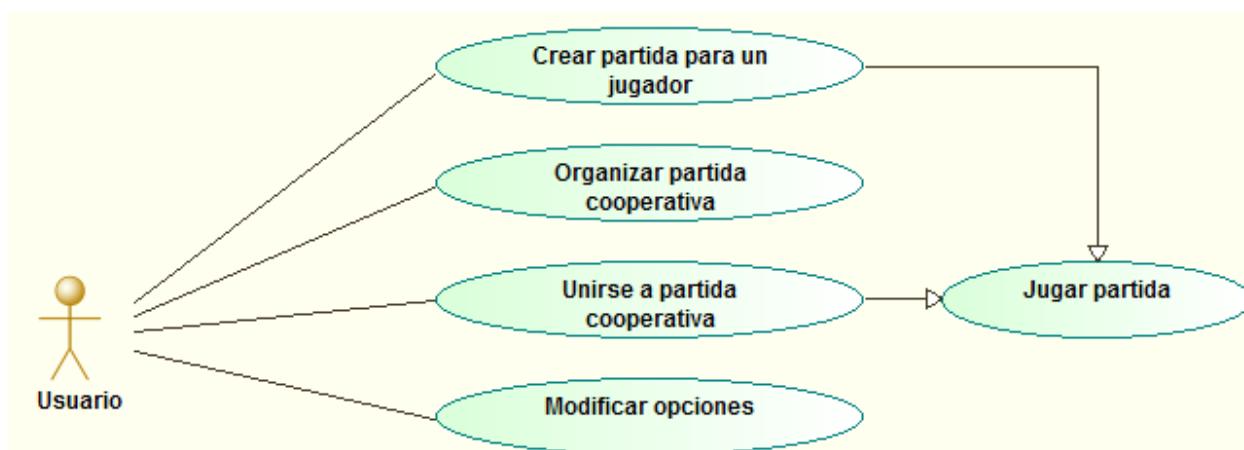 Crear partida para un
jugador
Organizar partida
cooperativa
Unirse a partida
cooperativa
Jugar partida
Usuario
Modificar opciones